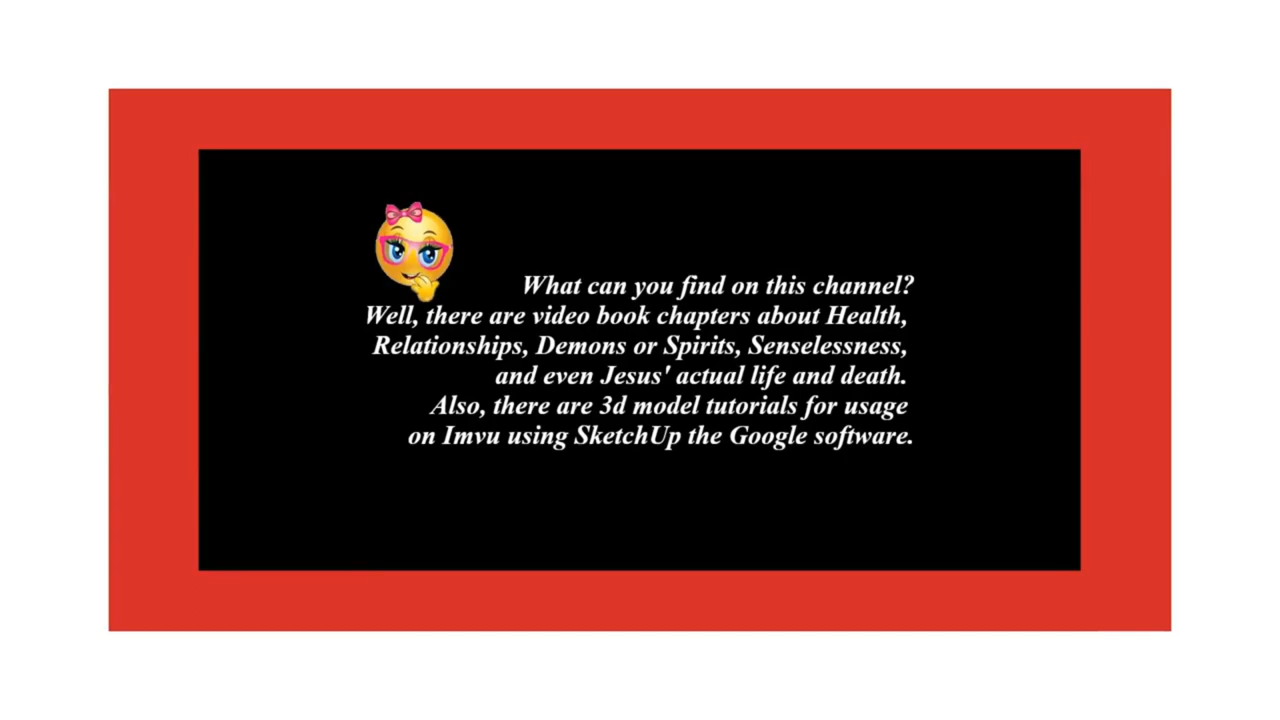 What can you find on this channel?
Well, there are video book chapters about Health,
Relationships, Demons or Spirits, Senselessness,
and even Jesus' actual life and death.
Also, there are 3d model tutorials for usage
on Imvu using SketchUp the Google software.